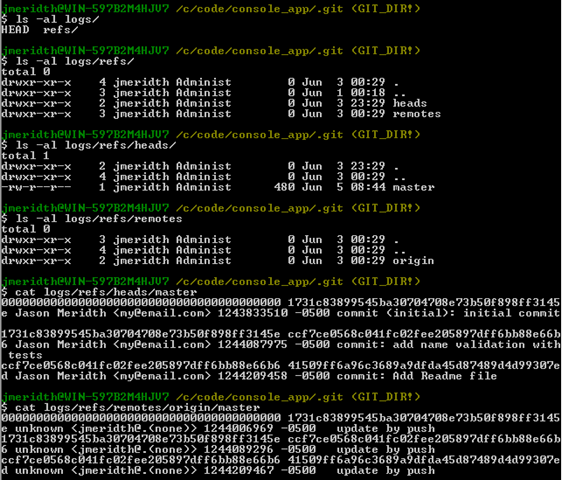 jmeridth@WIN-597B2M4HJV7 /c/code/console_app/.git (GIT_DIR!)
$ ls -al logs/
HEAD  refs/
jmeridth@WIN-597B2M4HJV7 /c/code/console_app/.git (GIT_DIR!)
$ ls -al logs/refs/
total 0
drwxr-xr-x    4 jmeridth Administ        0 Jun  3 00:29 .
drwxr-xr-x    3 jmeridth Administ        0 Jun  1 00:18 ..
drwxr-xr-x    2 jmeridth Administ        0 Jun  3 23:29 heads
drwxr-xr-x    3 jmeridth Administ        0 Jun  3 00:29 remotes
jmeridth@WIN-597B2M4HJV7 /c/code/console_app/.git (GIT_DIR!)
$ ls -al logs/refs/heads/
total 1
drwxr-xr-x    2 jmeridth Administ        0 Jun  3 23:29 .
drwxr-xr-x    4 jmeridth Administ        0 Jun  3 00:29 ..
-rw-r--r--    1 jmeridth Administ      480 Jun  5 08:44 master
jmeridth@WIN-597B2M4HJV7 /c/code/console_app/.git (GIT_DIR!)
$ ls -al logs/refs/remotes
total 0
drwxr-xr-x    3 jmeridth Administ        0 Jun  3 00:29 .
drwxr-xr-x    4 jmeridth Administ        0 Jun  3 00:29 ..
drwxr-xr-x    2 jmeridth Administ        0 Jun  3 00:29 origin
jmeridth@WIN-597B2M4HJV7 /c/code/console_app/.git (GIT_DIR!)
$ cat logs/refs/heads/master
0000000000000000000000000000000000000000 1731c83899545ba30704708e73b50f898ff3145
e Jason Meridth (my@email.com> 1243833510 -0500 commit (initial): initial commit
1731c83899545ba30704708e73b50f898ff3145e ccf7ce0568c041fc02fee205897dff6bb88e66b
6 Jason Meridth (my@email.com> 1244087975 -0500 commit: add name validation with
tests
ccf7ce0568c041fc02fee205897dff6bb88e66b6 41509ff6a96c3689a9dfda45d87489d4d99307e
d Jason Meridth (my@email.com> 1244209458 -0500 commit: Add Readme file
jmeridth@WIN-597B2M4HJV7 /c/code/console_app/.git (GIT_DIR!)
$ cat logs/refs/remotes/origin/master
0000000000000000000000000000000000000000 1731c83899545ba30704708e73b50f898ff3145
e unknown <jmeridth@.(none)> 1244006969 -0500   update by push
1731c83899545ba30704708e73b50f898ff3145e ccf7ce0568c041fc02fee205897dff6bb88e66b
6 unknown <jmeridth@.(none)> 1244089296 -0500   update by push
ccf7ce0568c041fc02fee205897dff6bb88e66b6 41509ff6a96c3689a9dfda45d87489d4d99307e
d unknown <jmeridth@.(none)> 1244209467 -0500   update by push